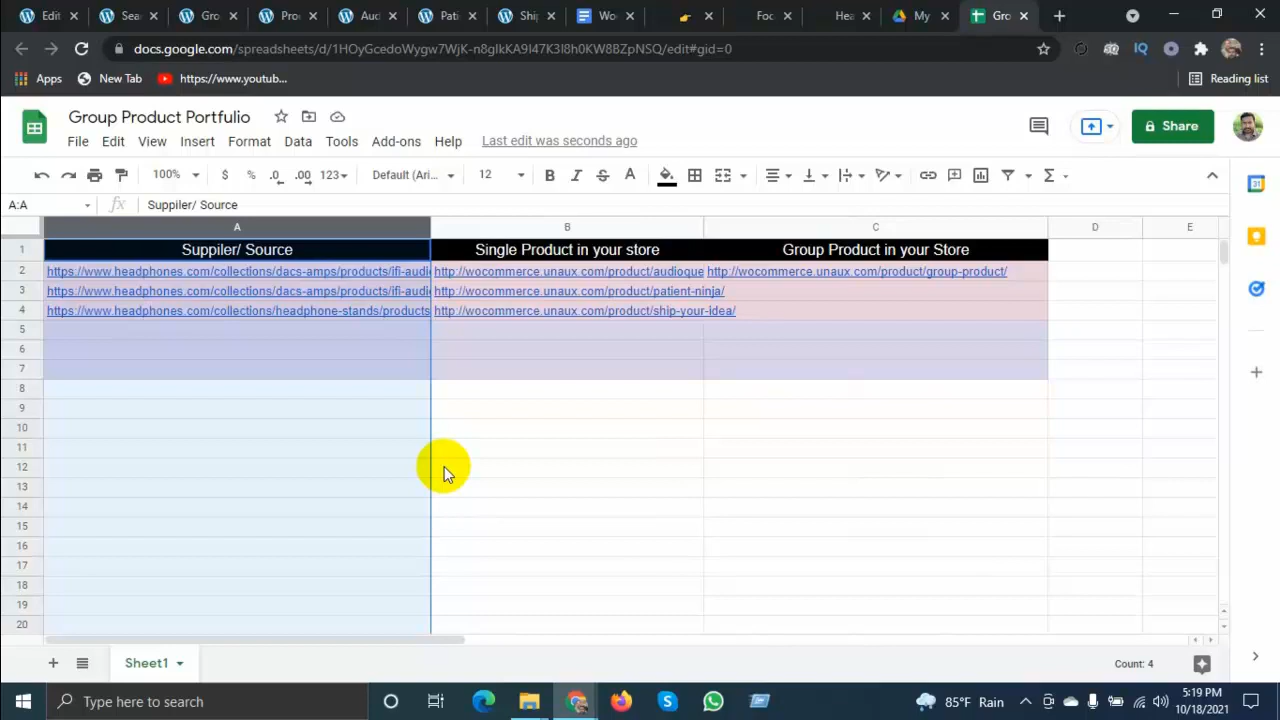 Edit
Sea
Gro
Pro
Aud
Pati
Ship
Wo
Foc
Hea
My
Gro
docs.google.com/spreadsheets/d/1HOyGcedoWygw7WjK-n8glkKA9l47K3I8h0KW8BZpNSQ/edit#gid=0
IQ
Apps
New Tab
https://www.youtub...
Reading list
Group Product Portfulio
File Edit View Insert Format Data Tools Add-ons Help Last edit was seconds ago
Share
100% $ % .0 .00 123 Default (Ari... 12 B I S A
A:A fx Suppiler/ Source
A B C D E
1 Suppiler/ Source Single Product in your store Group Product in your Store
2 https://www.headphones.com/collections/dacs-amps/products/ifi-audi http://wocommerce.unaux.com/product/audioque http://wocommerce.unaux.com/product/group-product/
3 https://www.headphones.com/collections/dacs-amps/products/ifi-audi http://wocommerce.unaux.com/product/patient-ninja/
4 https://www.headphones.com/collections/headphone-stands/products http://wocommerce.unaux.com/product/ship-your-idea/
5
6
7
8
9
10
11
12
13
14
15
16
17
18
19
20
31
Sheet1
Count: 4
Type here to search
85°F Rain
5:19 PM
10/18/2021